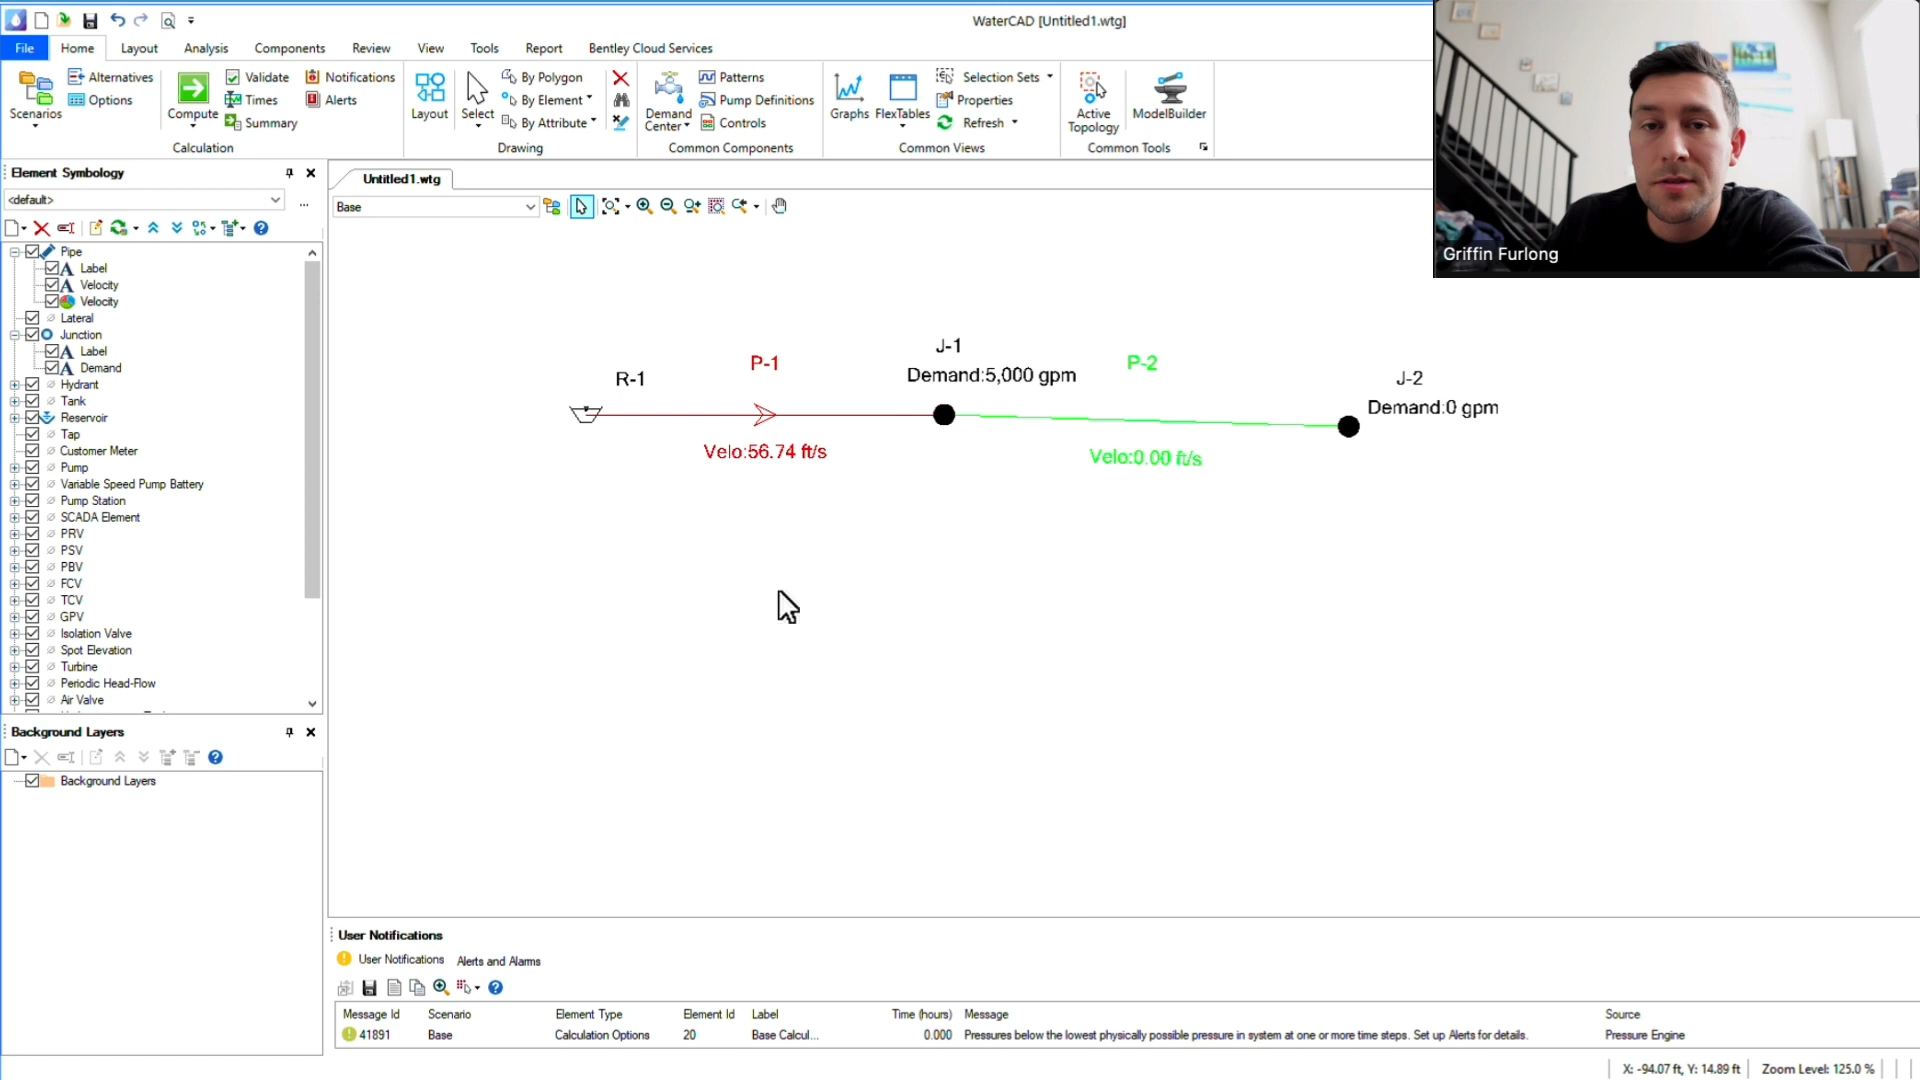 WaterCAD [Untitled1.wtg]
File Home Layout Analysis Components Review View Tools Report Bentley Cloud Services
Scenarios
Alternatives
Options
Compute
Validate
Times
Summary
Notifications
Alerts
Calculation
Layout
Select
By Polygon
By Element
By Attribute
Drawing
Demand
Center
Patterns
Pump Definitions
Controls
Common Components
Graphs
FlexTables
Selection Sets
Properties
Refresh
Common Views
Active
Topology
ModelBuilder
Common Tools
Griffin Furlong
Element Symbology
<default>
...
Pipe
Label
Velocity
Velocity
Lateral
Junction
Label
Demand
Hydrant
Tank
Reservoir
Tap
Customer Meter
Pump
Variable Speed Pump Battery
Pump Station
SCADA Element
PRV
PSV
PBV
FCV
TCV
GPV
Isolation Valve
Spot Elevation
Turbine
Periodic Head-Flow
Air Valve
Background Layers
Background Layers
Untitled1.wtg
Base
R-1
P-1
Velo:56.74 ft/s
J-1
Demand:5,000 gpm
P-2
Velo:0.00 ft/s
J-2
Demand:0 gpm
User Notifications
User Notifications Alerts and Alarms
Message Id Scenario Element Type Element Id Label Time (hours) Message Source
41891 Base Calculation Options 20 Base Calcul... 0.000 Pressures below the lowest physically possible pressure in system at one or more time steps. Set up Alerts for details. Pressure Engine
X: -94.07 ft, Y: 14.89 ft Zoom Level: 125.0 %